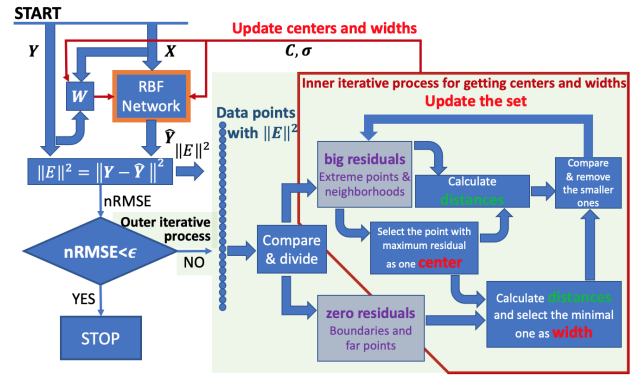 START
Update centers and widths
Y
X
C, σ
W
RBF
Network
Inner iterative process for getting centers and widths
Update the set
Data points
with ‖E‖²
Ŷ
‖E‖²
‖E‖² = ‖Y − Ŷ‖²
nRMSE
Outer iterative
process
nRMSE<ϵ
NO
YES
STOP
Compare
& divide
big residuals
Extreme points &
neighborhoods
Calculate
distances
Compare
& remove
the smaller
ones
Select the point with
maximum residual
as one center
zero residuals
Boundaries and
far points
Calculate distances
and select the minimal
one as width